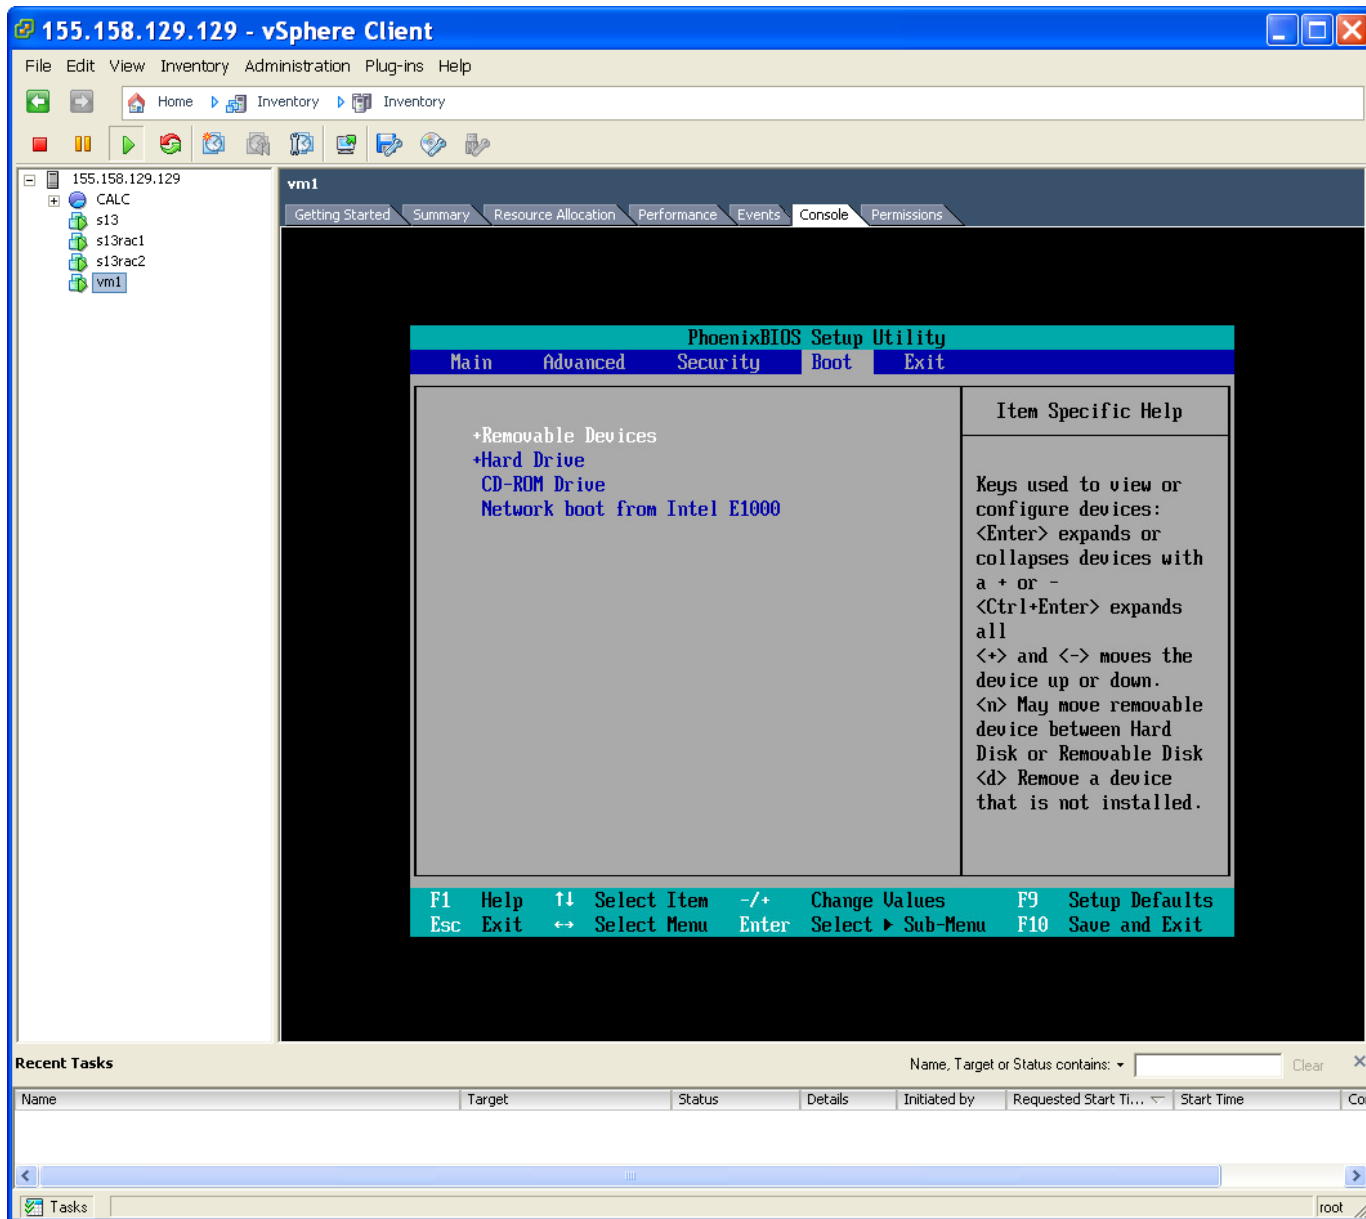 155.158.129.129 - vSphere Client
File Edit View Inventory Administration Plug-ins Help
Home Inventory Inventory
155.158.129.129
CALC
s13
s13rac1
s13rac2
vm1
vm1
Getting Started Summary Resource Allocation Performance Events Console Permissions
PhoenixBIOS Setup Utility
Main Advanced Security Boot Exit
+Removable Devices
+Hard Drive
CD-ROM Drive
Network boot from Intel E1000
Item Specific Help
Keys used to view or
configure devices:
<Enter> expands or
collapses devices with
a + or -
<Ctrl+Enter> expands
all
<+> and <-> moves the
device up or down.
<n> May move removable
device between Hard
Disk or Removable Disk
<d> Remove a device
that is not installed.
F1 Help ↑↓ Select Item -/+ Change Values F9 Setup Defaults
Esc Exit ↔ Select Menu Enter Select ▶ Sub-Menu F10 Save and Exit
Recent Tasks Name, Target or Status contains: Clear
Name Target Status Details Initiated by Requested Start Ti... Start Time Co
Tasks root